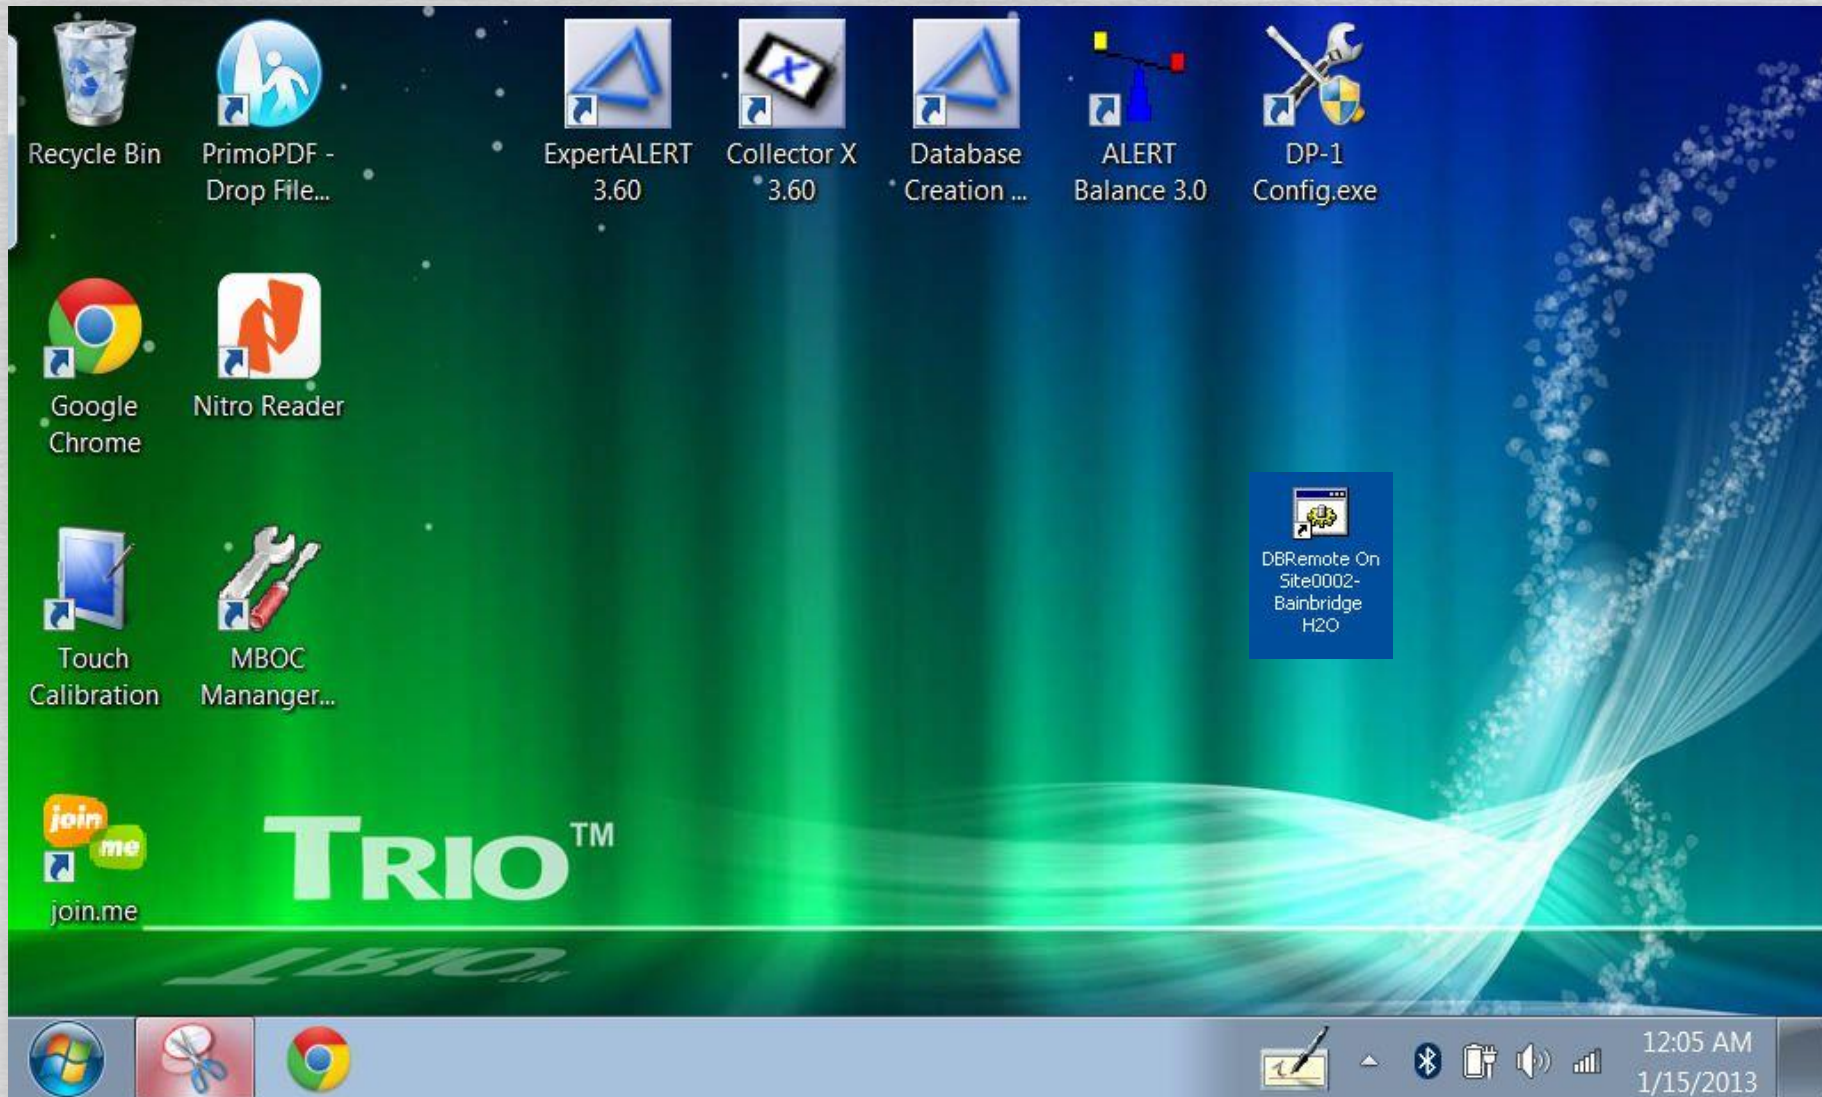 Recycle Bin
PrimoPDF -
Drop File...
ExpertALERT
3.60
Collector X
3.60
Database
Creation ...
ALERT
Balance 3.0
DP-1
Config.exe
Google
Chrome
Nitro Reader
DBRemote On
Site0002-
Bainbridge
H2O
Touch
Calibration
MBOC
Mananger...
join
me
join.me
TRIO™
12:05 AM
1/15/2013